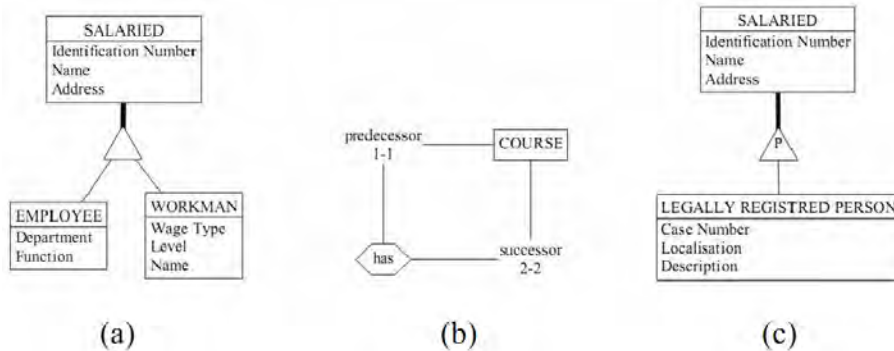 SALARIED
Identification Number
Name
Address
EMPLOYEE
Department
Function
WORKMAN
Wage Type
Level
Name
(a)
predecessor
1-1
COURSE
has
successor
2-2
(b)
SALARIED
Identification Number
Name
Address
P
LEGALLY REGISTRED PERSON
Case Number
Localisation
Description
(c)